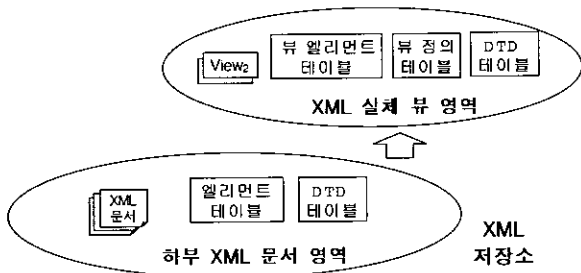 View₂
뷰 엘리먼트
테이블
뷰 정의
테이블
DTD
테이블
XML 실체 뷰 영역
XML
문서
엘리먼트
테이블
DTD
테이블
하부 XML 문서 영역
XML
저장소